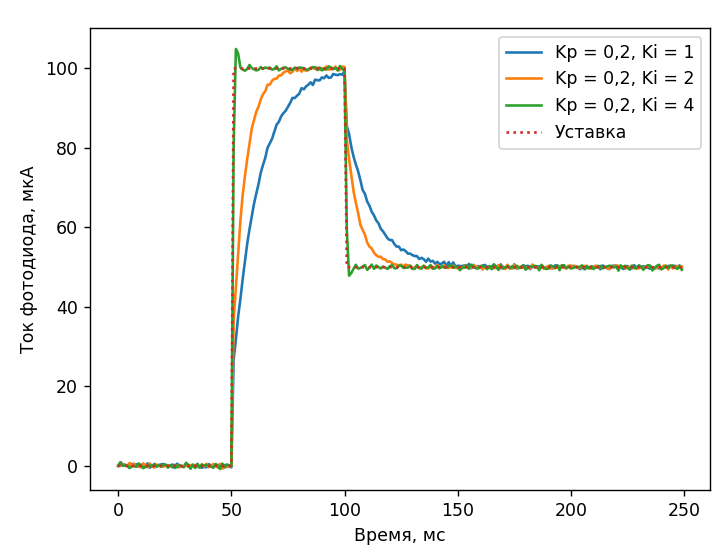 Kp = 0,2, Ki = 1
Kp = 0,2, Ki = 2
Kp = 0,2, Ki = 4
Уставка
Ток фотодиода, мкА
100
80
60
40
20
0
0 50 100 150 200 250
Время, мс